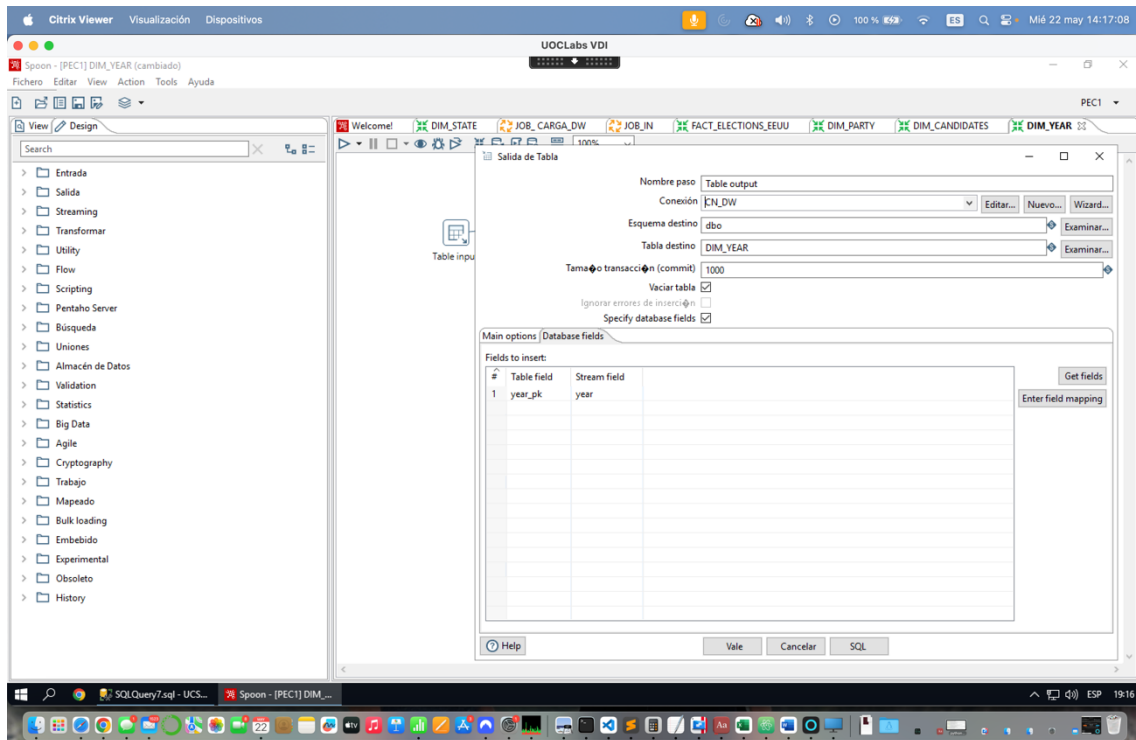 Citrix Viewer Visualización Dispositivos 100 % ES Mié 22 may 14:17:08
UOCLabs VDI
Spoon - [PEC1] DIM_YEAR (cambiado)
Fichero Editar View Action Tools Ayuda
PEC1
View Design
Welcome! DIM_STATE JOB_ CARGA_DW JOB_IN FACT_ELECTIONS_EEUU DIM_PARTY DIM_CANDIDATES DIM_YEAR
Search
100%
Entrada
Salida
Streaming
Transformar
Utility
Flow
Scripting
Pentaho Server
Búsqueda
Uniones
Almacén de Datos
Validation
Statistics
Big Data
Agile
Cryptography
Trabajo
Mapeado
Bulk loading
Embebido
Experimental
Obsoleto
History
Table inpu
Salida de Tabla
Nombre paso Table output
Conexión CN_DW Editar... Nuevo... Wizard...
Esquema destino dbo Examinar...
Tabla destino DIM_YEAR Examinar...
Tama�o transacci�n (commit) 1000
Vaciar tabla
Ignorar errores de inserci�n
Specify database fields
Main options Database fields
Fields to insert:
# Table field Stream field
1 year_pk year
Get fields
Enter field mapping
Help Vale Cancelar SQL
SQLQuery7.sql - UCS... Spoon - [PEC1] DIM_... ESP 19:16
22